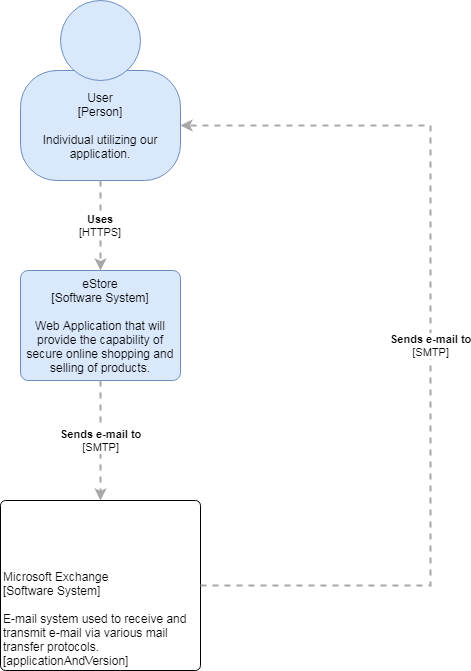 User
[Person]
Individual utilizing our
application.
Uses
[HTTPS]
eStore
[Software System]
Web Application that will
provide the capability of
secure online shopping and
selling of products.
Sends e-mail to
[SMTP]
Sends e-mail to
[SMTP]
Microsoft Exchange
[Software System]
E-mail system used to receive and
transmit e-mail via various mail
transfer protocols.
[applicationAndVersion]